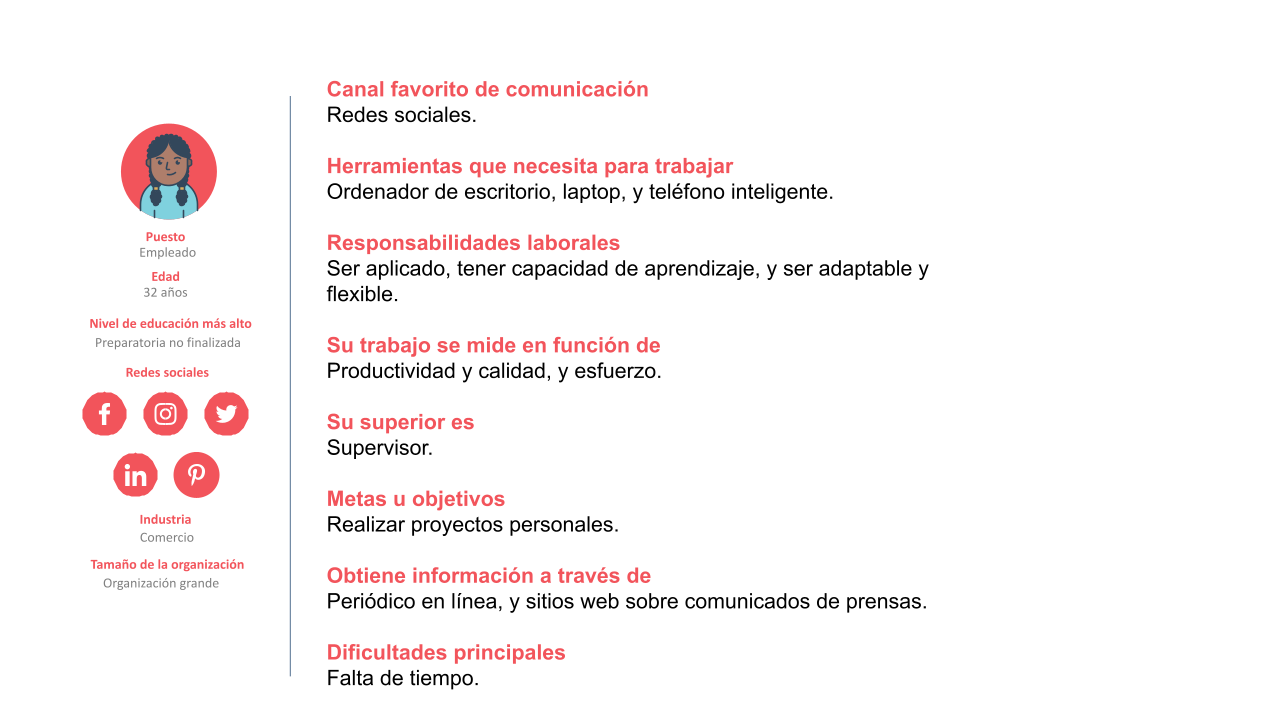 Puesto
Empleado
Edad
32 años
Nivel de educación más alto
Preparatoria no finalizada
Redes sociales
Industria
Comercio
Tamaño de la organización
Organización grande
Canal favorito de comunicación
Redes sociales.
Herramientas que necesita para trabajar
Ordenador de escritorio, laptop, y teléfono inteligente.
Responsabilidades laborales
Ser aplicado, tener capacidad de aprendizaje, y ser adaptable y
flexible.
Su trabajo se mide en función de
Productividad y calidad, y esfuerzo.
Su superior es
Supervisor.
Metas u objetivos
Realizar proyectos personales.
Obtiene información a través de
Periódico en línea, y sitios web sobre comunicados de prensas.
Dificultades principales
Falta de tiempo.